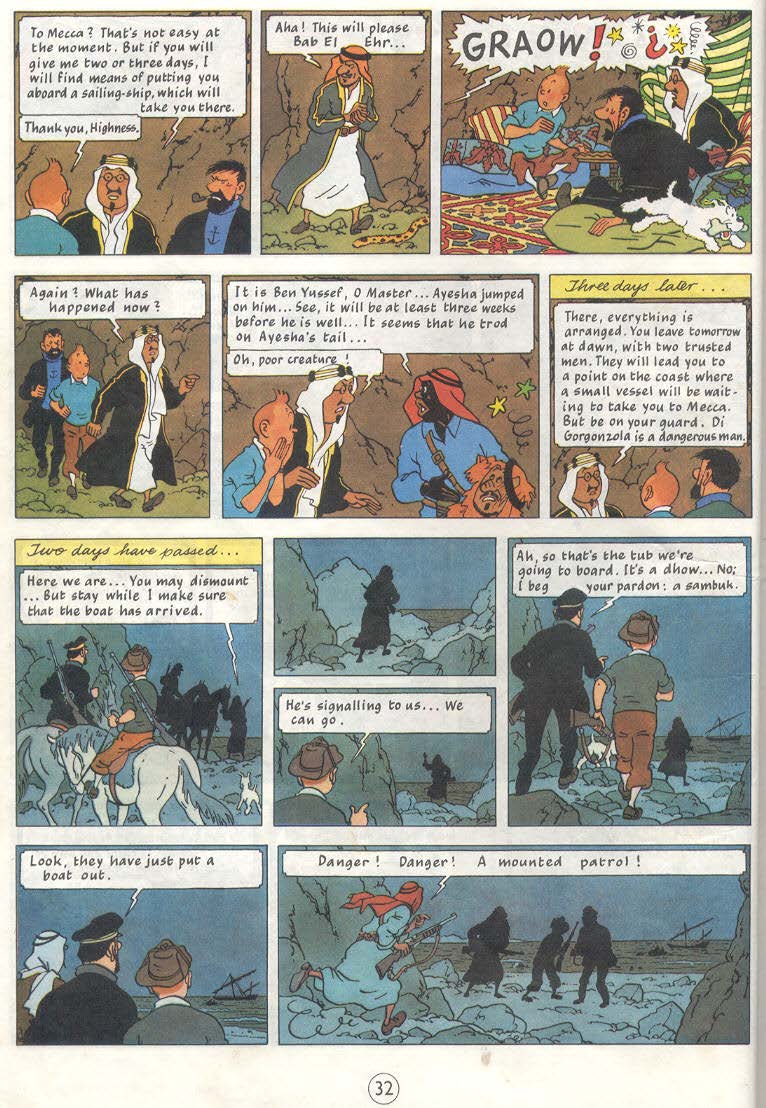 To Mecca? That's not easy at
the moment. But if you will
give me two or three days, I
will find means of putting you
aboard a sailing-ship, which will
take you there.
Thank you, Highness.
Aha! This will please
Bab El Ehr...
GRAOW!
Again? What has
happened now?
It is Ben Yussef, O Master... Ayesha jumped
on him... See, it will be at least three weeks
before he is well... It seems that he trod
on Ayesha's tail...
Oh, poor creature!
Three days later...
There, everything is
arranged. You leave tomorrow
at dawn, with two trusted
men. They will lead you to
a point on the coast where
a small vessel will be wait-
ing to take you to Mecca.
But be on your guard. Di
Gorgonzola is a dangerous man.
Two days have passed...
Here we are... You may dismount
... But stay while I make sure
that the boat has arrived.
He's signalling to us... We
can go.
Ah, so that's the tub we're
going to board. It's a dhow... No;
I beg your pardon: a sambuk.
Look, they have just put a
boat out.
Danger! Danger! A mounted patrol!
32